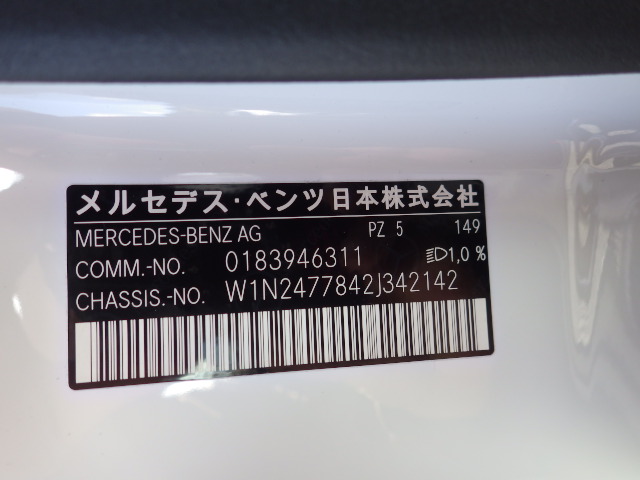 メルセデス・ベンツ日本株式会社
MERCEDES-BENZ AG PZ 5 149
COMM.-NO. 0183946311 1,0 %
CHASSIS.-NO. W1N2477842J342142